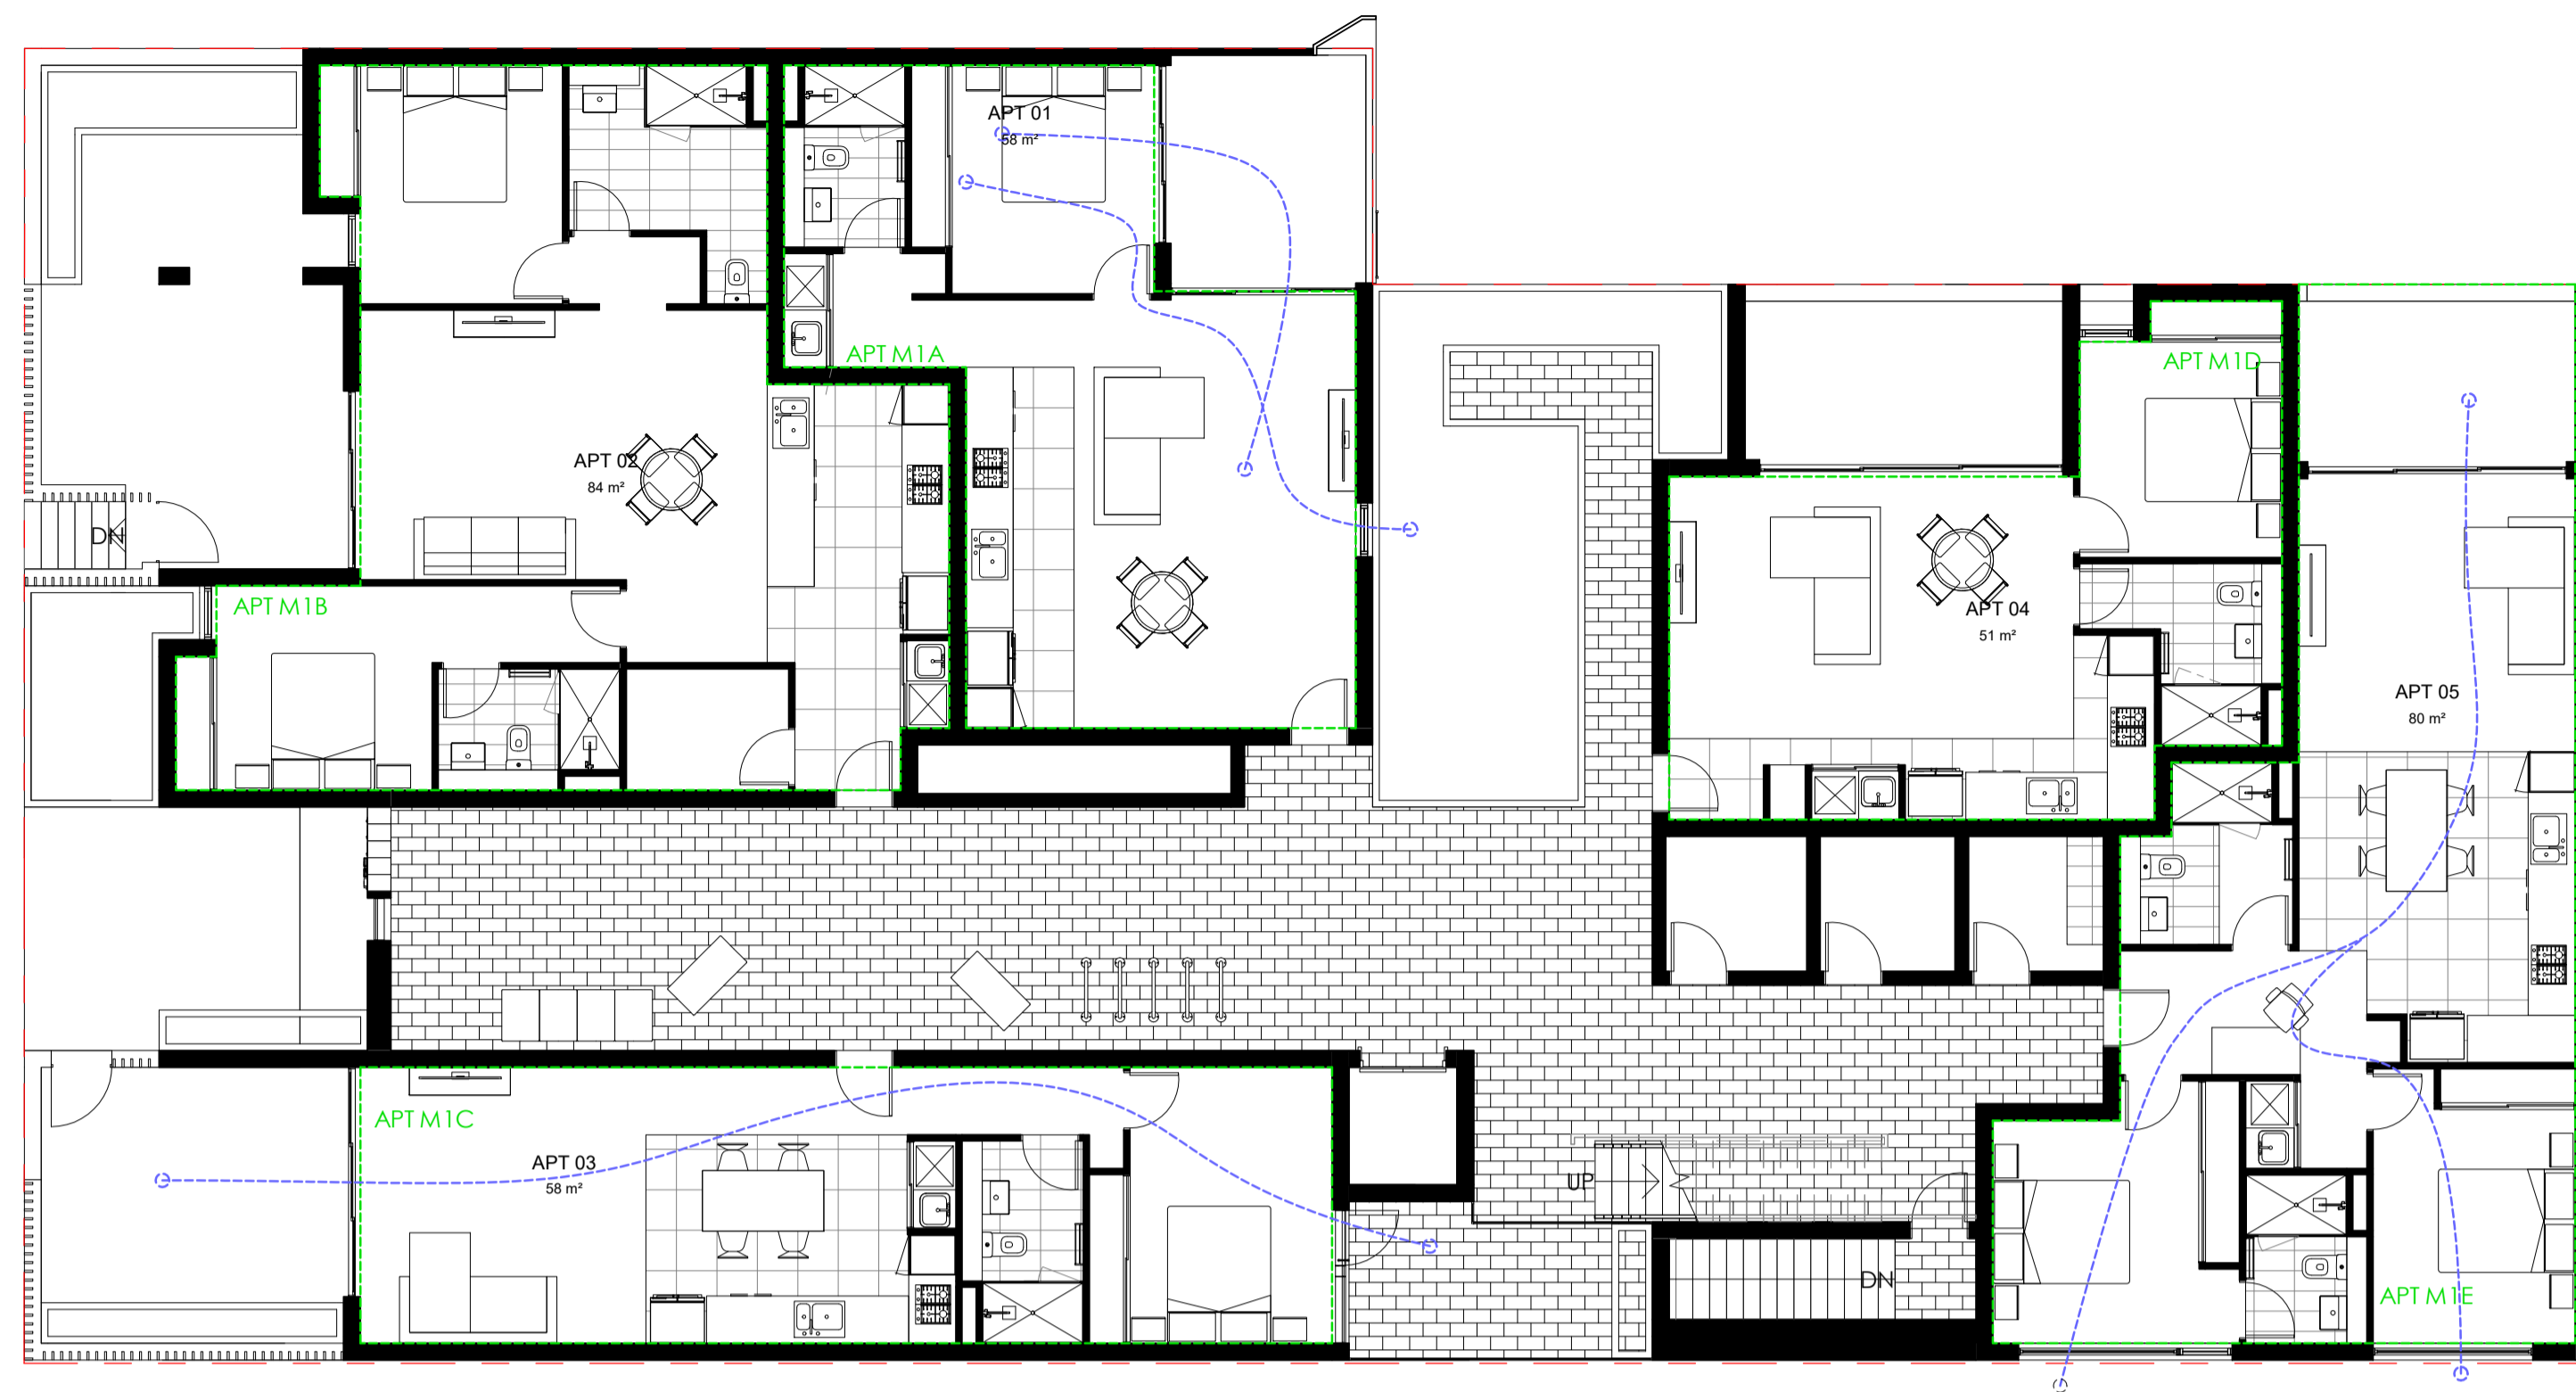 APT 01
58 m²
APT M1A
APT M1D
APT 02
84 m²
DN
APT M1B
APT 04
51 m²
APT 05
80 m²
APT M1C
APT 03
58 m²
UP
DN
APT M1E